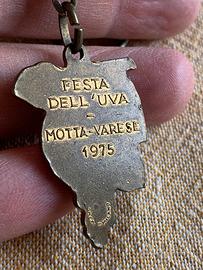 FESTA
DELL'UVA
-
MOTTA-VARESE
1975